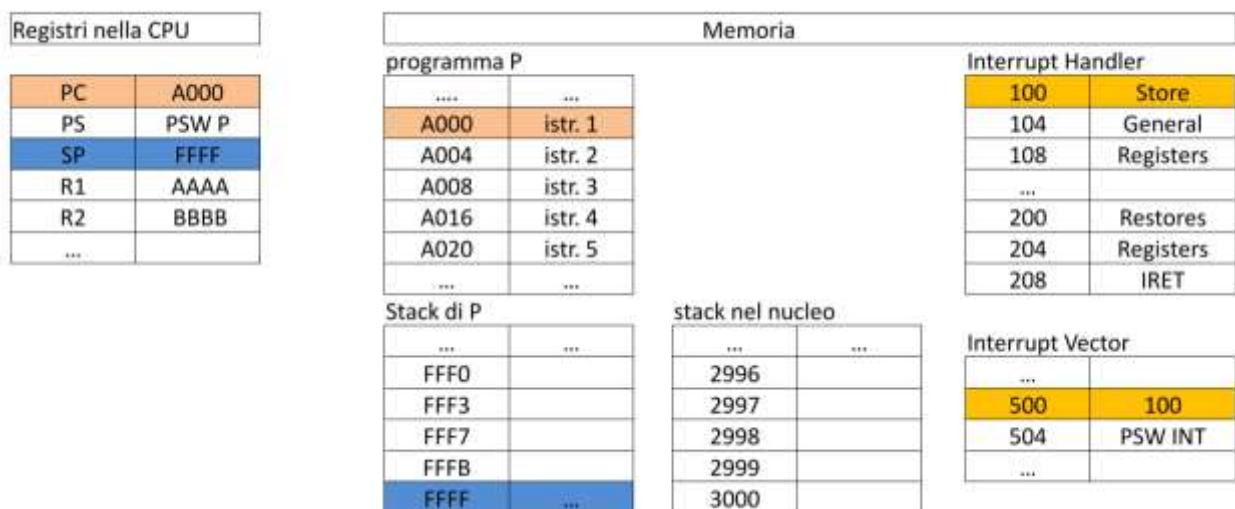 Registri nella CPU
PC A000
PS PSW P
SP FFFF
R1 AAAA
R2 BBBB
...
Memoria
programma P
.... ...
A000 istr. 1
A004 istr. 2
A008 istr. 3
A016 istr. 4
A020 istr. 5
... ...
Interrupt Handler
100 Store
104 General
108 Registers
...
200 Restores
204 Registers
208 IRET
Stack di P
... ...
FFF0
FFF3
FFF7
FFFB
FFFF ...
stack nel nucleo
... ...
2996
2997
2998
2999
3000
Interrupt Vector
...
500 100
504 PSW INT
...